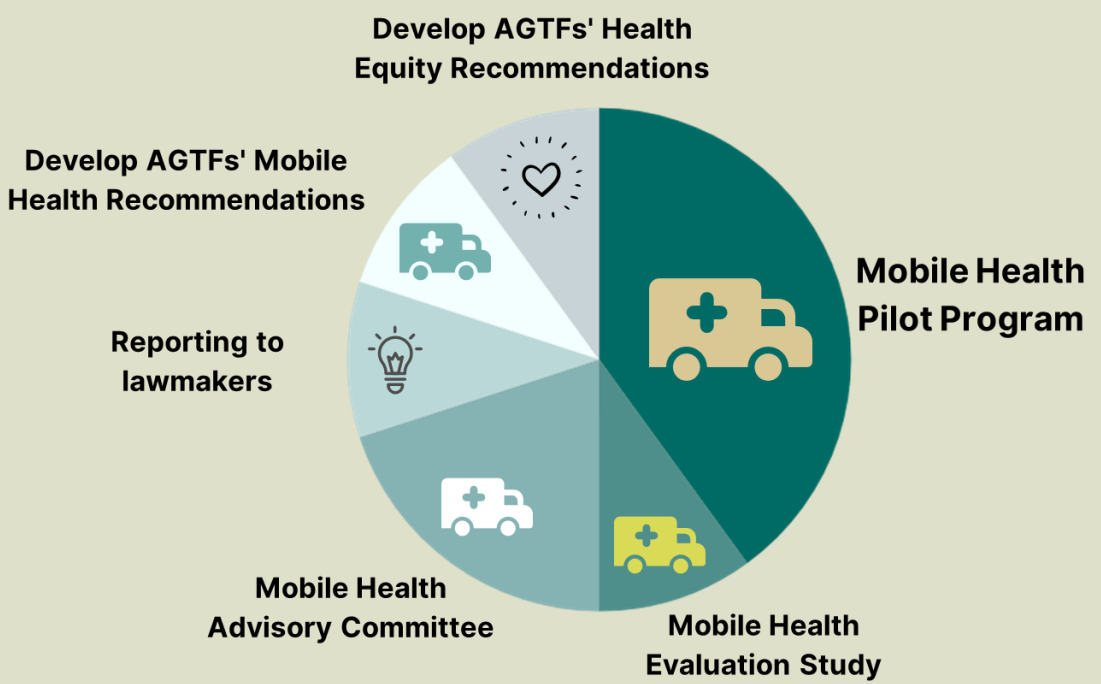 Develop AGTFs' Health
Equity Recommendations
Develop AGTFs' Mobile
Health Recommendations
Mobile Health
Pilot Program
Reporting to
lawmakers
Mobile Health
Advisory Committee
Mobile Health
Evaluation Study